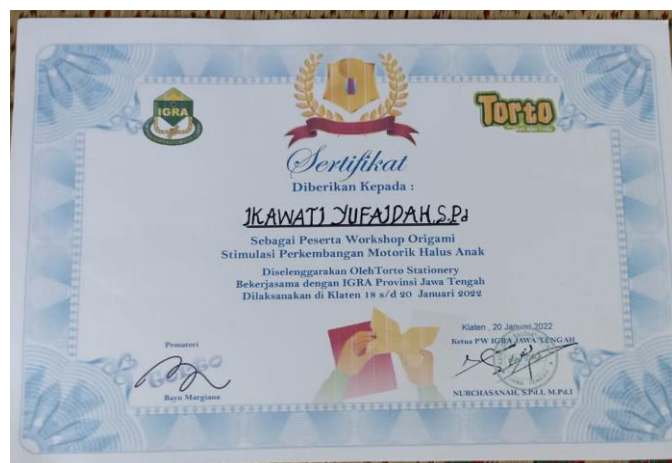 IGRA
Torto
Sertifikat
Diberikan Kepada :
IKAWATI YUFAIDAH, S.Pd
Sebagai Peserta Workshop Origami
Stimulasi Perkembangan Motorik Halus Anak
Diselenggarakan OlehTorto Stationery
Bekerjasama dengan IGRA Provinsi Jawa Tengah
Dilaksanakan di Klaten 18 s/d 20 Januari 2022
Klaten , 20 Januari 2022
Pemateri
Ketua PW IGRA JAWA TENGAH
Bayu Margiana
NURCHASANAH, S.Pd.I, M.Pd.I